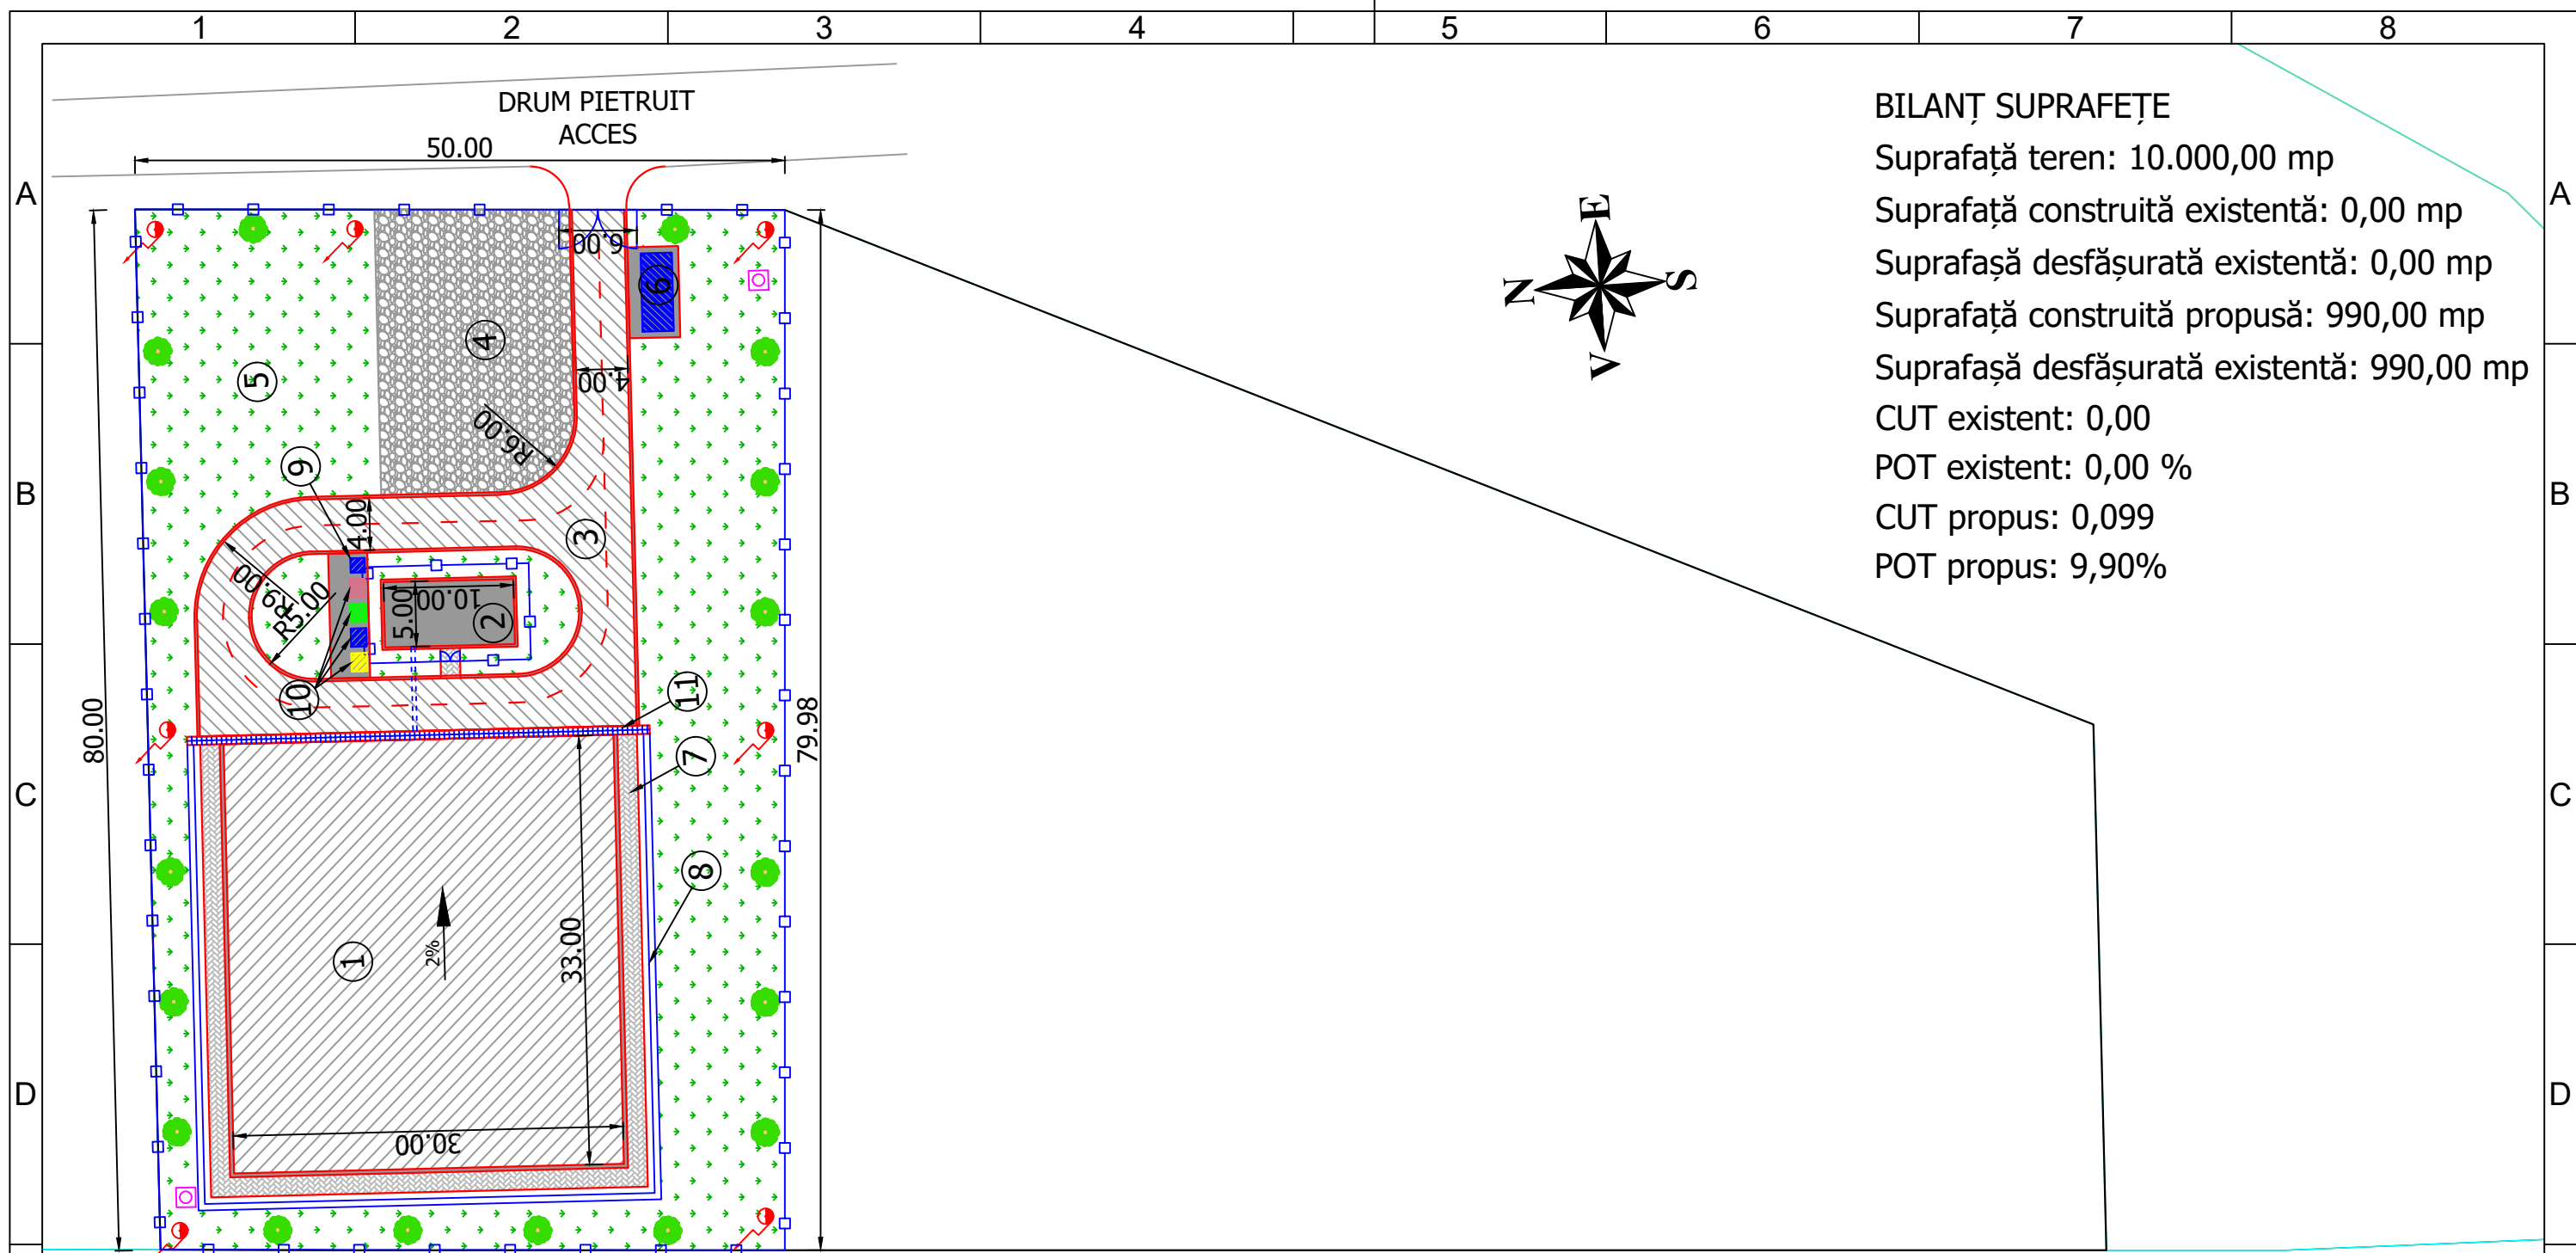 1 2 3 4 5 6 7 8
A A
B B
C C
D D
DRUM PIETRUIT
ACCES
50.00
BILANȚ SUPRAFEȚE
Suprafață teren: 10.000,00 mp
Suprafață construită existentă: 0,00 mp
Suprafașă desfășurată existentă: 0,00 mp
Suprafață construită propusă: 990,00 mp
Suprafașă desfășurată existentă: 990,00 mp
CUT existent: 0,00
POT existent: 0,00 %
CUT propus: 0,099
POT propus: 9,90%
E
S
N
V
6.00
6
4
5
4.00
R6.00
9
4.00
3
R9.00
R5.00
10.00
5.00
2
10
11
80.00
79.98
7
8
1
2%
33.00
30.00